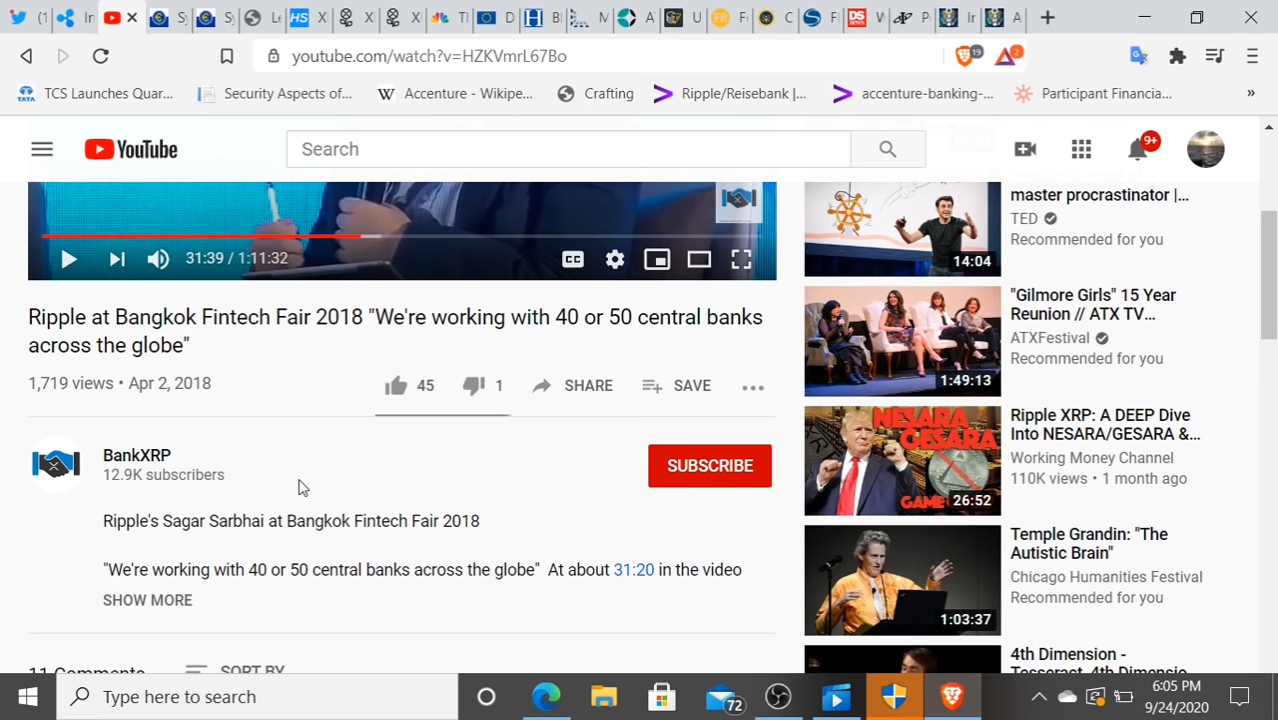 youtube.com/watch?v=HZKVmrL67Bo
19
2
TCS Launches Quar...
Security Aspects of...
Accenture - Wikipe...
Crafting
Ripple/Reisebank |...
accenture-banking-...
Participant Financia...
»
YouTube
Search
9+
master procrastinator |...
TED
Recommended for you
14:04
31:39 / 1:11:32
CC
"Gilmore Girls" 15 Year
Reunion // ATX TV...
ATXFestival
Recommended for you
1:49:13
Ripple at Bangkok Fintech Fair 2018 "We're working with 40 or 50 central banks
across the globe"
1,719 views • Apr 2, 2018
45
1
SHARE
SAVE
NESARA
GESARA
GAME
26:52
Ripple XRP: A DEEP Dive
Into NESARA/GESARA &...
Working Money Channel
110K views • 1 month ago
BankXRP
12.9K subscribers
SUBSCRIBE
Ripple's Sagar Sarbhai at Bangkok Fintech Fair 2018
"We're working with 40 or 50 central banks across the globe" At about 31:20 in the video
SHOW MORE
Temple Grandin: "The
Autistic Brain"
Chicago Humanities Festival
Recommended for you
1:03:37
4th Dimension -
Tesseract, 4th Dimensio
11 Comments
SORT BY
Type here to search
72
6:05 PM
9/24/2020